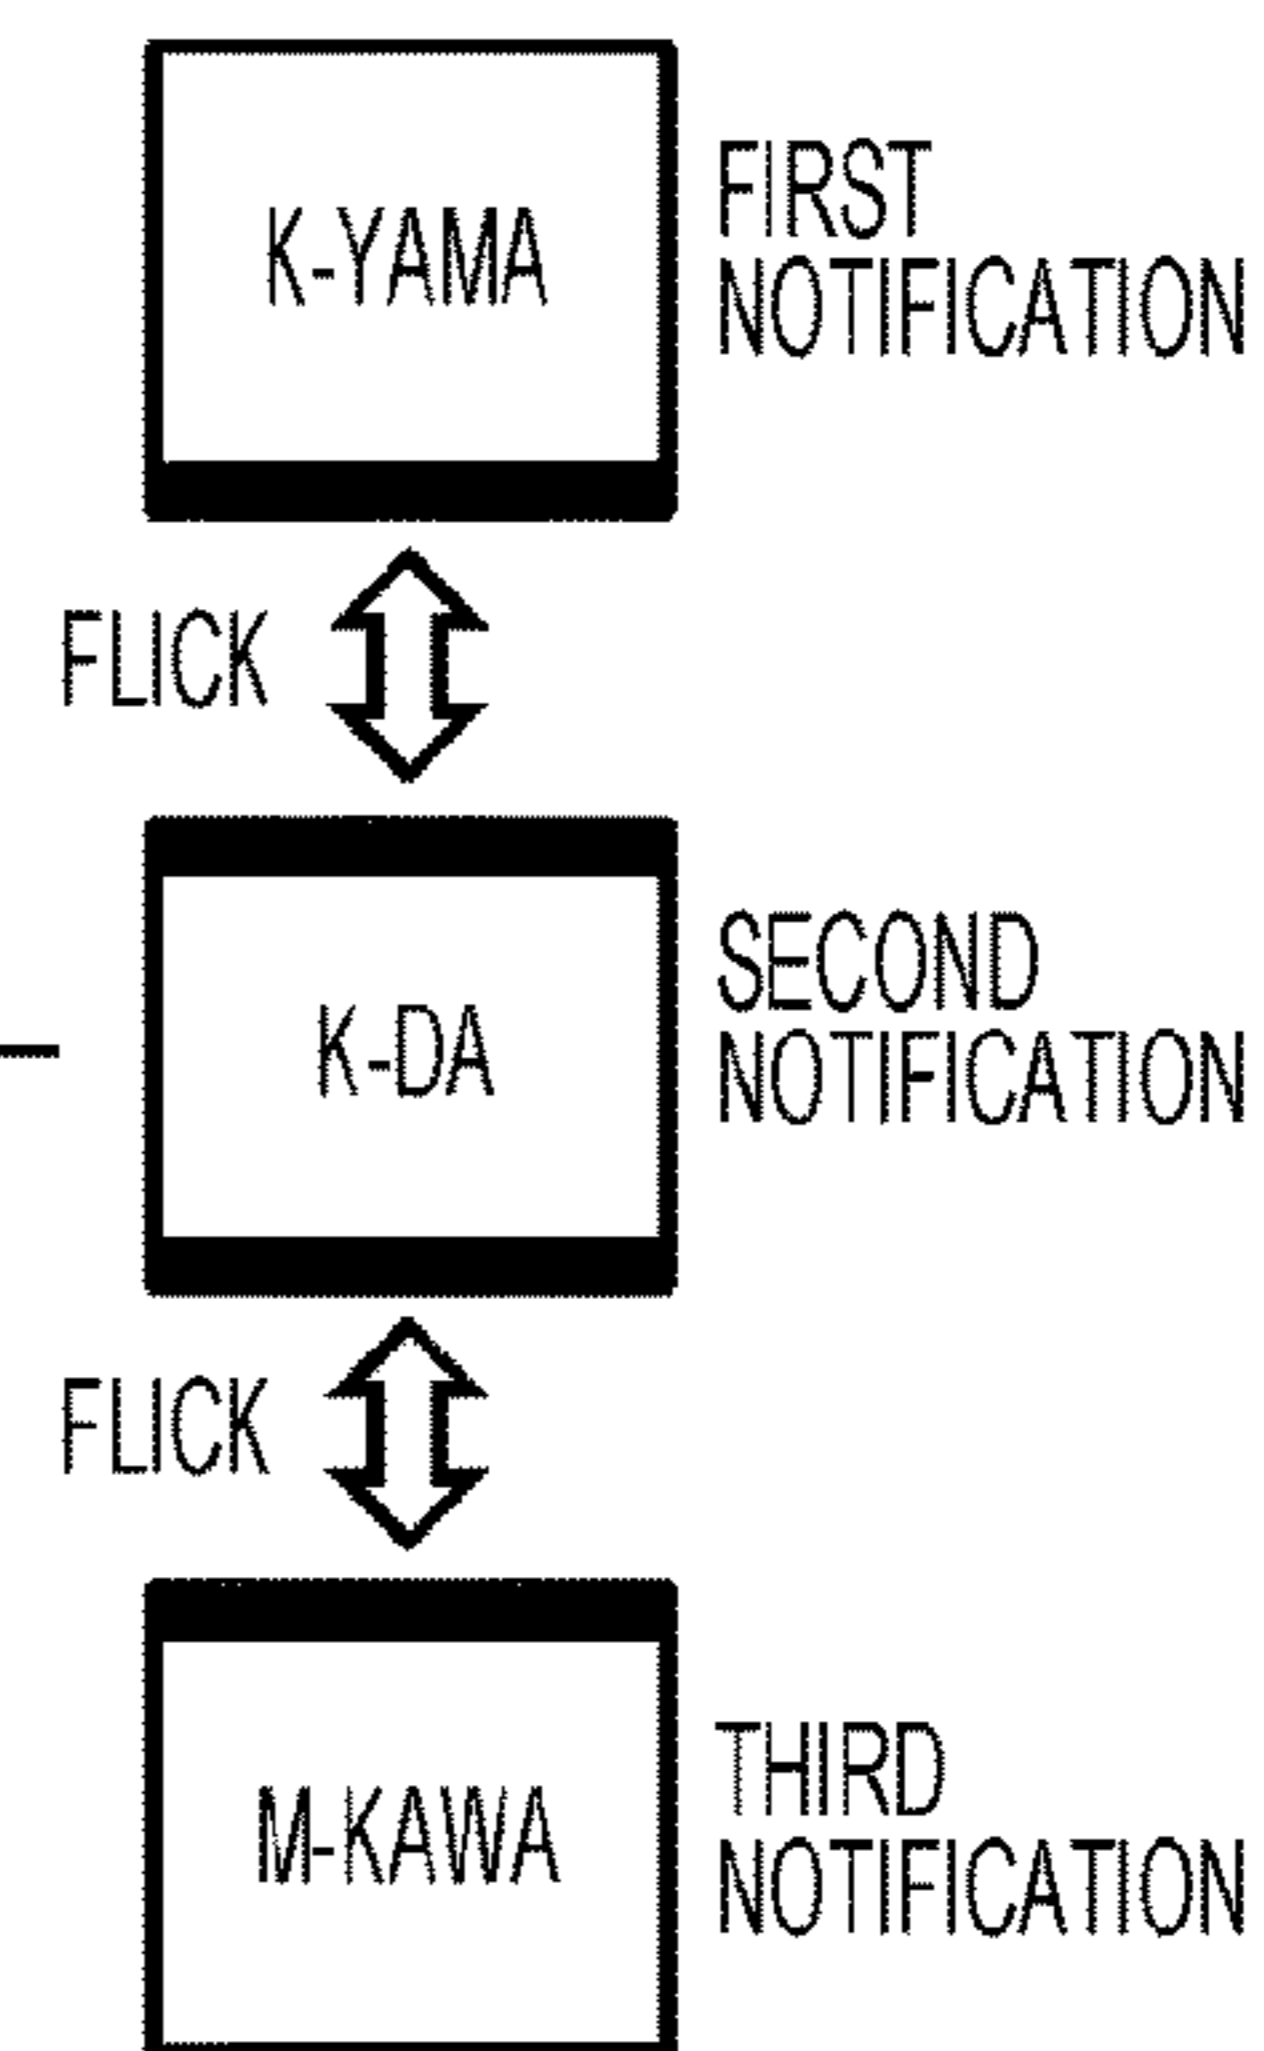 K-YAMA
FIRST
NOTIFICATION
FLICK
K-DA
SECOND
NOTIFICATION
FLICK
M-KAWA
THIRD
NOTIFICATION